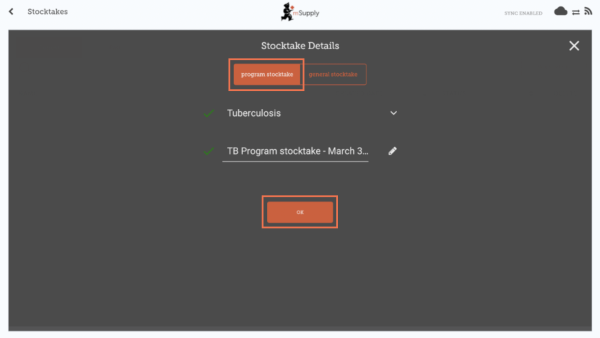 Stocktakes
mSupply
SYNC ENABLED
Stocktake Details
program stocktake
general stocktake
Tuberculosis
TB Program stocktake - March 3...
OK